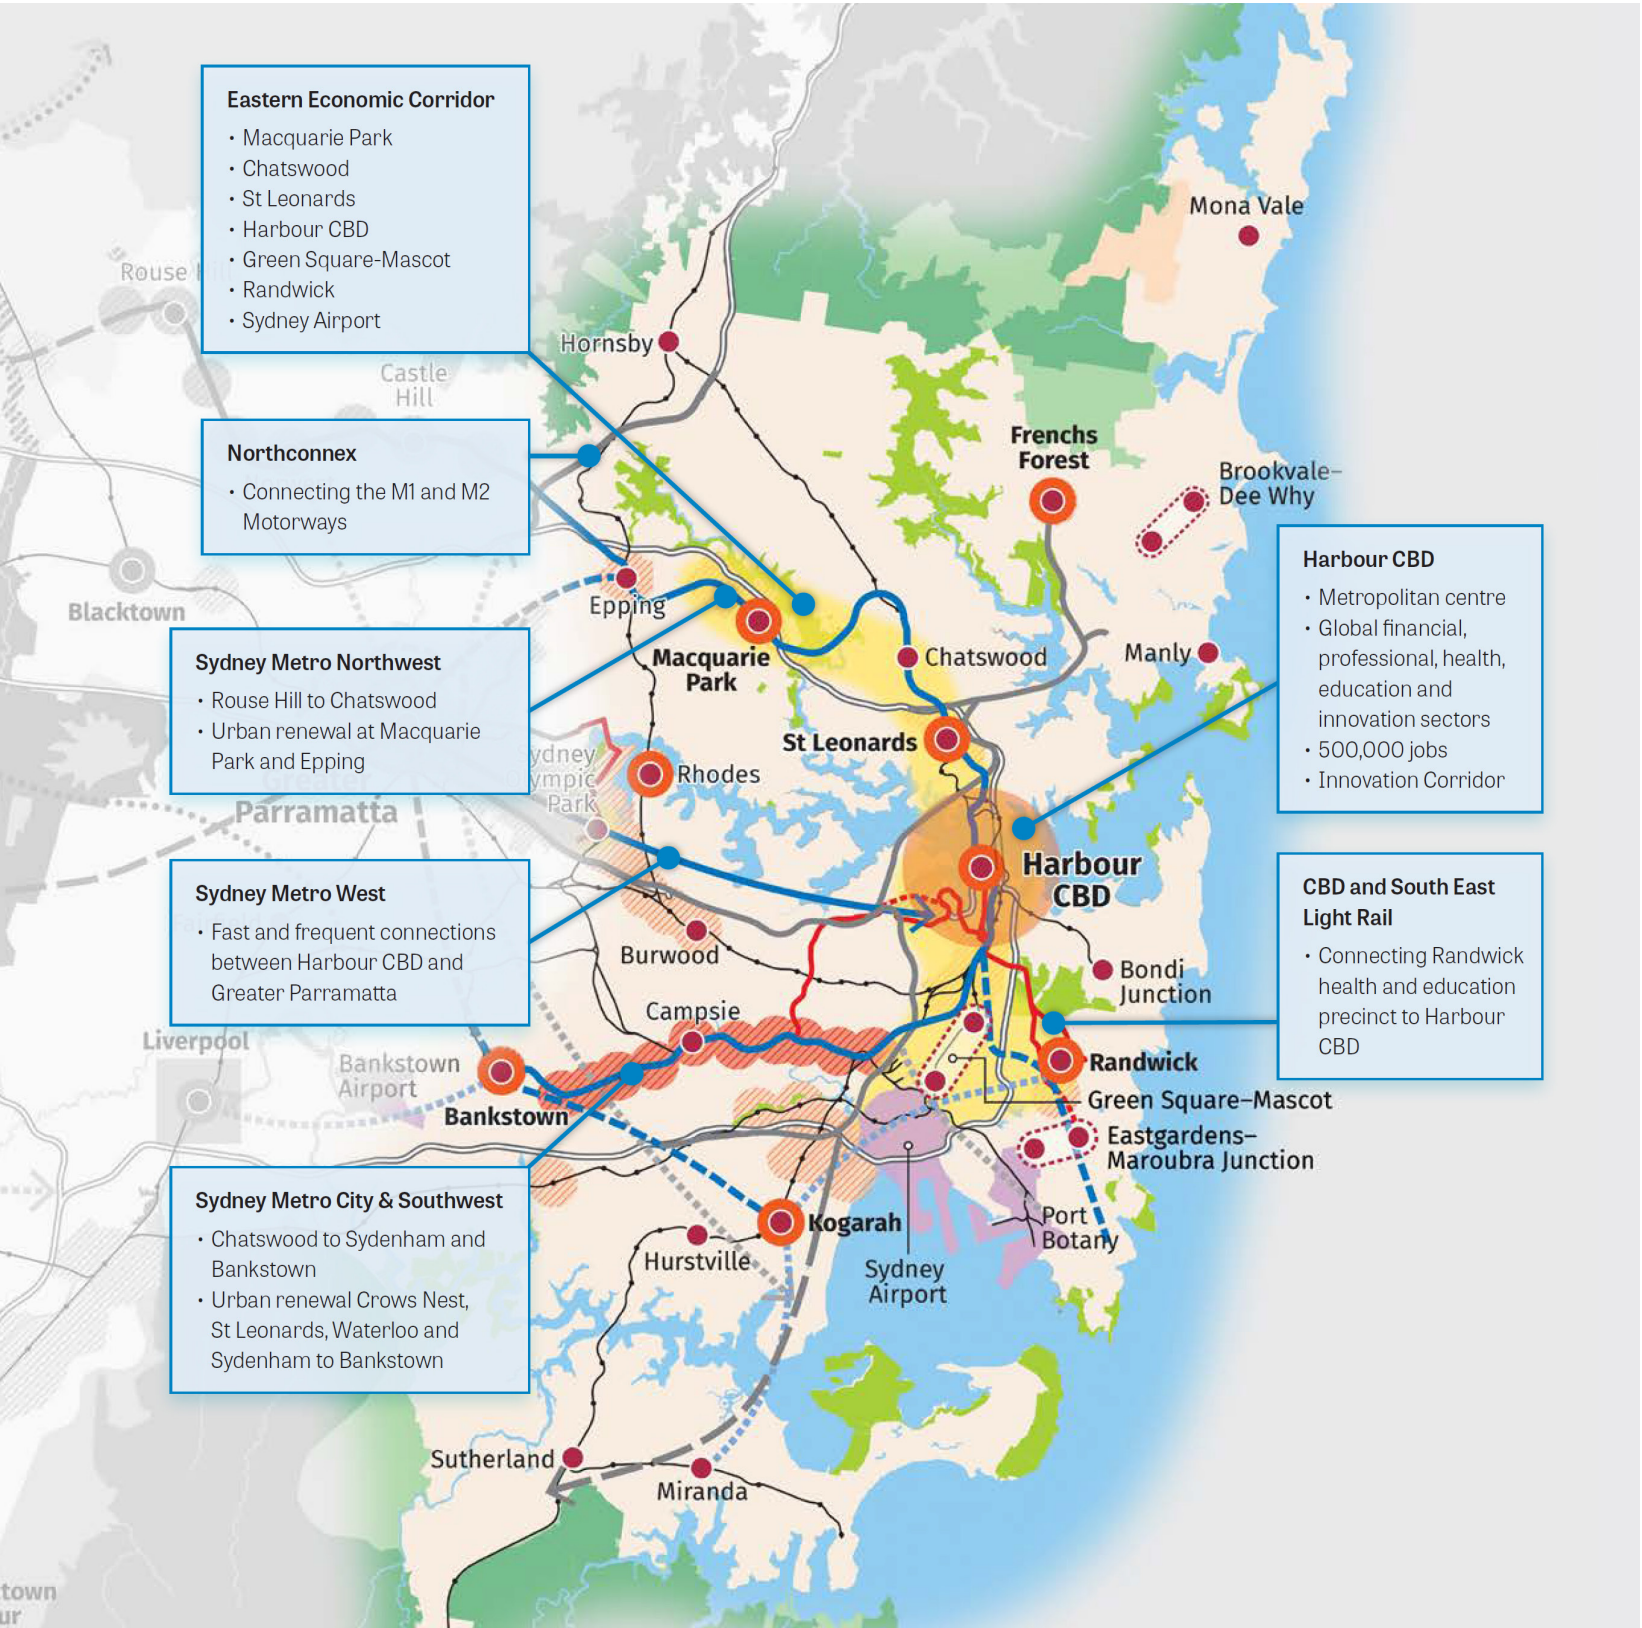 Eastern Economic Corridor
• Macquarie Park
• Chatswood
• St Leonards
• Harbour CBD
• Green Square-Mascot
• Randwick
• Sydney Airport
Mona Vale
Rouse
Hornsby
Castle
Hill
Northconnex
• Connecting the M1 and M2
Motorways
Frenchs
Forest
Brookvale–
Dee Why
Harbour CBD
• Metropolitan centre
• Global financial,
professional, health,
education and
innovation sectors
• 500,000 jobs
• Innovation Corridor
Blacktown
Epping
Sydney Metro Northwest
• Rouse Hill to Chatswood
• Urban renewal at Macquarie
Park and Epping
Macquarie
Park
Chatswood
Manly
St Leonards
Rhodes
ydney
ympic
Park
Greater
Parramatta
Harbour
CBD
Sydney Metro West
• Fast and frequent connections
between Harbour CBD and
Greater Parramatta
CBD and South East
Light Rail
• Connecting Randwick
health and education
precinct to Harbour
CBD
Burwood
Bondi
Junction
Campsie
Liverpool
Bankstown
Airport
Bankstown
Randwick
Green Square–Mascot
Eastgardens–
Maroubra Junction
Sydney Metro City & Southwest
• Chatswood to Sydenham and
Bankstown
• Urban renewal Crows Nest,
St Leonards, Waterloo and
Sydenham to Bankstown
Kogarah
Hurstville
Port
Botany
Sydney
Airport
Sutherland
Miranda
town
ur